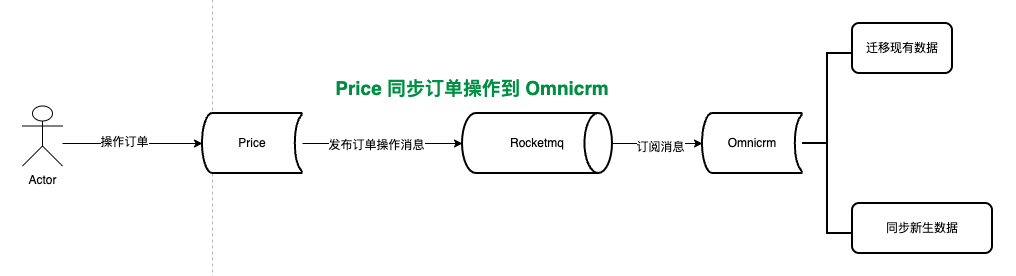 迁移现有数据
Price 同步订单操作到 Omnicrm
操作订单
Price
发布订单操作消息
Rocketmq
订阅消息
Omnicrm
Actor
同步新生数据